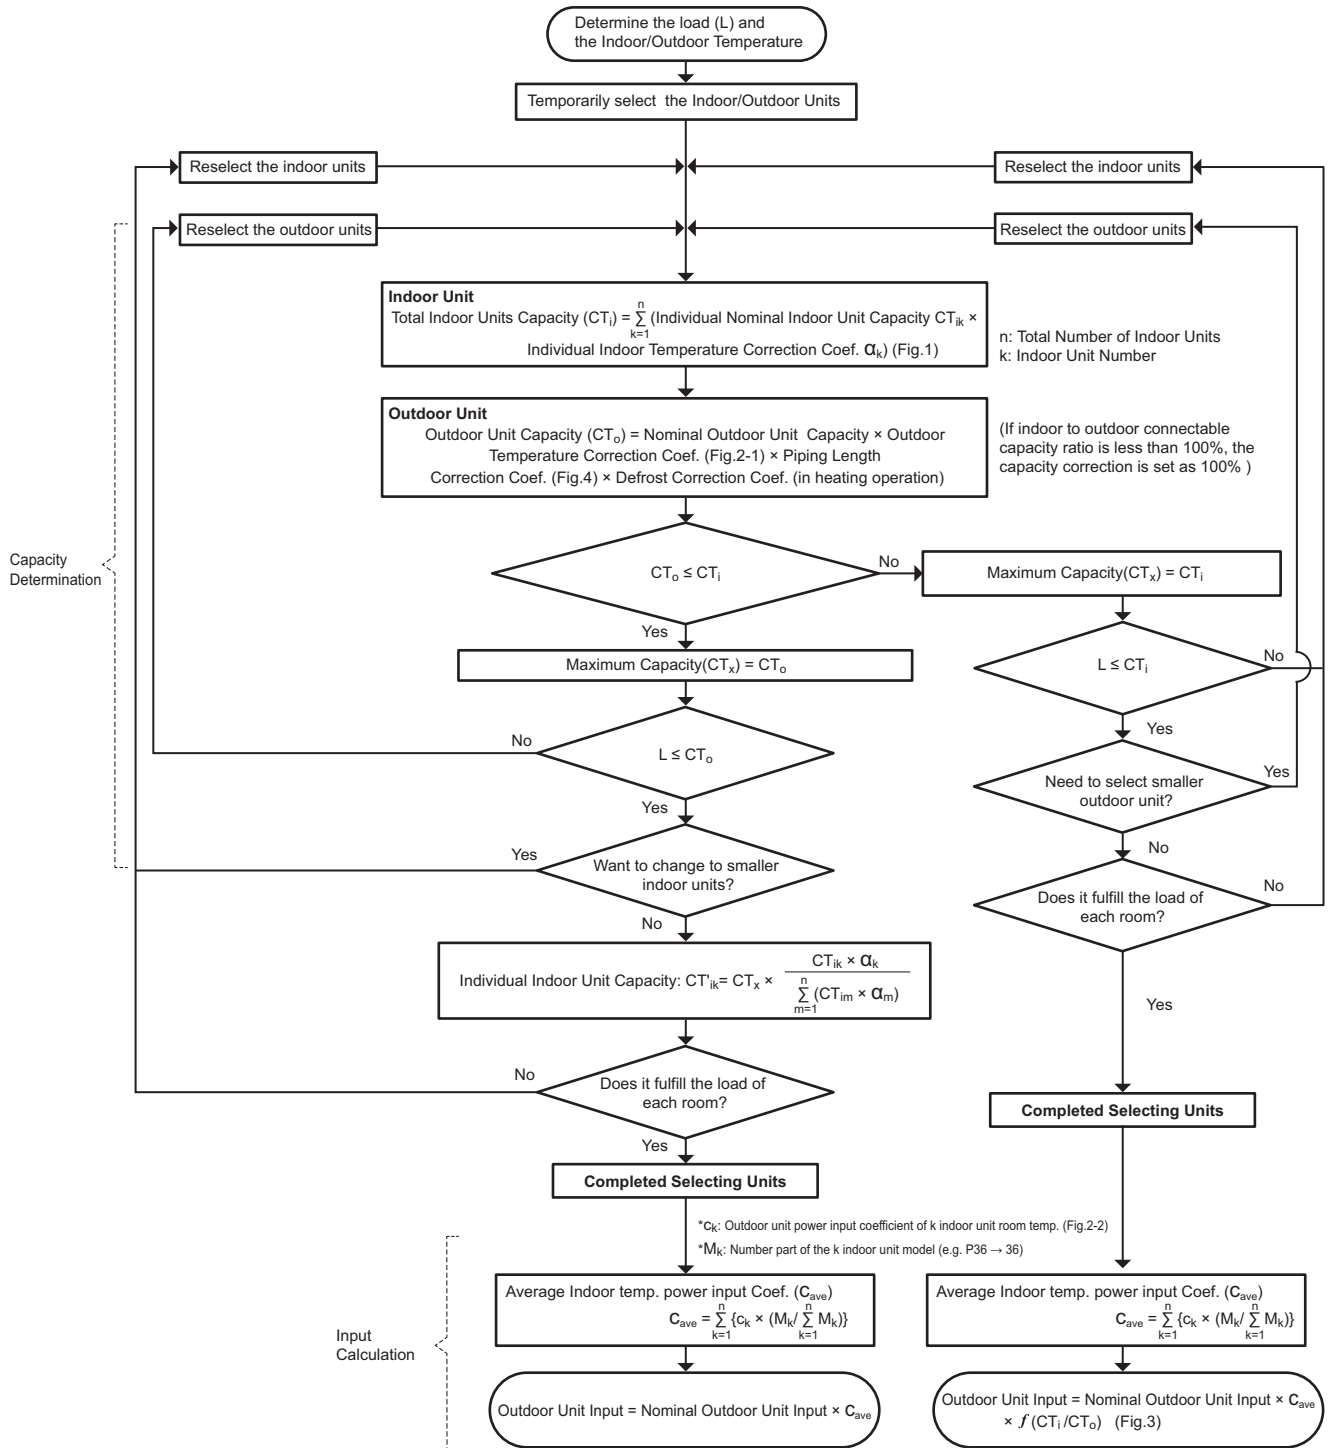 Determine the load (L) and
the Indoor/Outdoor Temperature
Temporarily select the Indoor/Outdoor Units
Reselect the indoor units
Reselect the indoor units
Reselect the outdoor units
Reselect the outdoor units
Indoor Unit
Total Indoor Units Capacity (CTi) = n Σ k=1 (Individual Nominal Indoor Unit Capacity CTik ×
Individual Indoor Temperature Correction Coef. αk) (Fig.1)
n: Total Number of Indoor Units
k: Indoor Unit Number
Outdoor Unit
Outdoor Unit Capacity (CTo) = Nominal Outdoor Unit Capacity × Outdoor
Temperature Correction Coef. (Fig.2-1) × Piping Length
Correction Coef. (Fig.4) × Defrost Correction Coef. (in heating operation)
(If indoor to outdoor connectable
capacity ratio is less than 100%, the
capacity correction is set as 100% )
Capacity
Determination
CTo ≤ CTi
No
Yes
Maximum Capacity(CTx) = CTi
Maximum Capacity(CTx) = CTo
L ≤ CTi
No
Yes
L ≤ CTo
No
Yes
Need to select smaller
outdoor unit?
Yes
No
Want to change to smaller
indoor units?
Yes
No
Does it fulfill the load of
each room?
No
Yes
Individual Indoor Unit Capacity: CT'ik= CTx × CTik × αk / n Σ m=1 (CTim × αm)
Does it fulfill the load of
each room?
No
Yes
Completed Selecting Units
Completed Selecting Units
*ck: Outdoor unit power input coefficient of k indoor unit room temp. (Fig.2-2)
*Mk: Number part of the k indoor unit model (e.g. P36 → 36)
Input
Calculation
Average Indoor temp. power input Coef. (cave)
cave = n Σ k=1 {ck × (Mk/ n Σ k=1 Mk)}
Average Indoor temp. power input Coef. (cave)
cave = n Σ k=1 {ck × (Mk/ n Σ k=1 Mk)}
Outdoor Unit Input = Nominal Outdoor Unit Input × cave
Outdoor Unit Input = Nominal Outdoor Unit Input × cave
× f (CTi /CTo) (Fig.3)